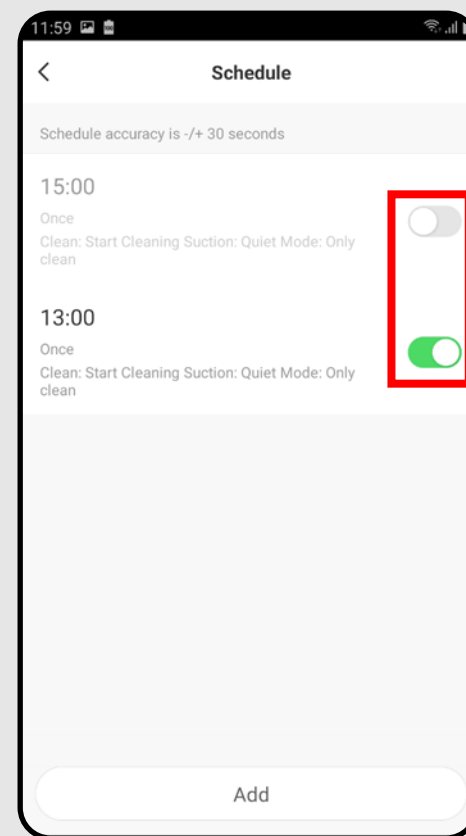 11:59
Schedule
Schedule accuracy is -/+ 30 seconds
15:00
Once
Clean: Start Cleaning Suction: Quiet Mode: Only
clean
13:00
Once
Clean: Start Cleaning Suction: Quiet Mode: Only
clean
Add